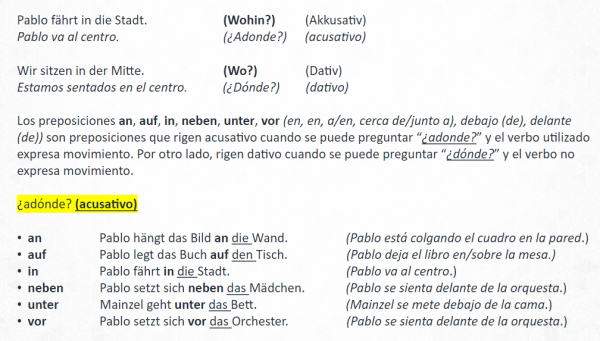 Pablo fährt in die Stadt. (Wohin?) (Akkusativ)
Pablo va al centro. (¿Adonde?) (acusativo)
Wir sitzen in der Mitte. (Wo?) (Dativ)
Estamos sentados en el centro. (¿Dónde?) (dativo)
Los preposiciones an, auf, in, neben, unter, vor (en, en, a/en, cerca de/junto a), debajo (de), delante
(de)) son preposiciones que rigen acusativo cuando se puede preguntar “¿adonde?” y el verbo utilizado
expresa movimiento. Por otro lado, rigen dativo cuando se puede preguntar “¿dónde?” y el verbo no
expresa movimiento.
¿adónde? (acusativo)
• an Pablo hängt das Bild an die Wand. (Pablo está colgando el cuadro en la pared.)
• auf Pablo legt das Buch auf den Tisch. (Pablo deja el libro en/sobre la mesa.)
• in Pablo fährt in die Stadt. (Pablo va al centro.)
• neben Pablo setzt sich neben das Mädchen. (Pablo se sienta delante de la orquesta.)
• unter Mainzel geht unter das Bett. (Mainzel se mete debajo de la cama.)
• vor Pablo setzt sich vor das Orchester. (Pablo se sienta delante de la orquesta.)